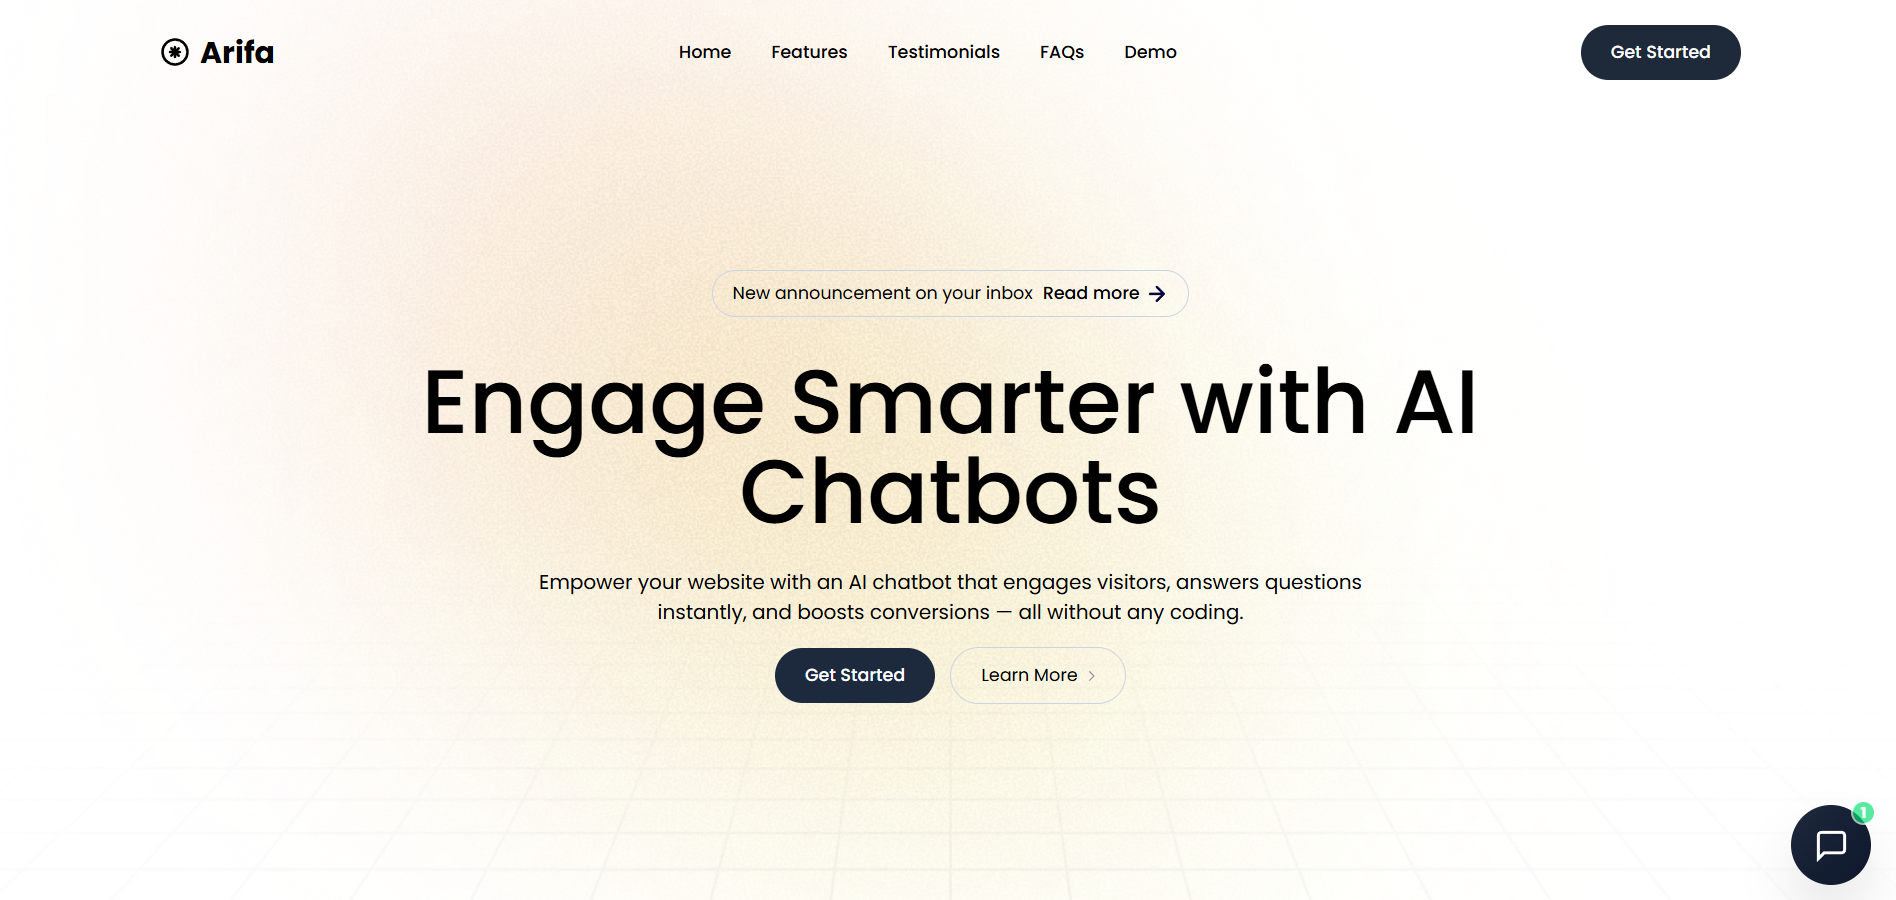 Arifa
Home Features Testimonials FAQs Demo
Get Started
New announcement on your inbox Read more
Engage Smarter with AI
Chatbots
Empower your website with an AI chatbot that engages visitors, answers questions
instantly, and boosts conversions — all without any coding.
Get Started
Learn More
1